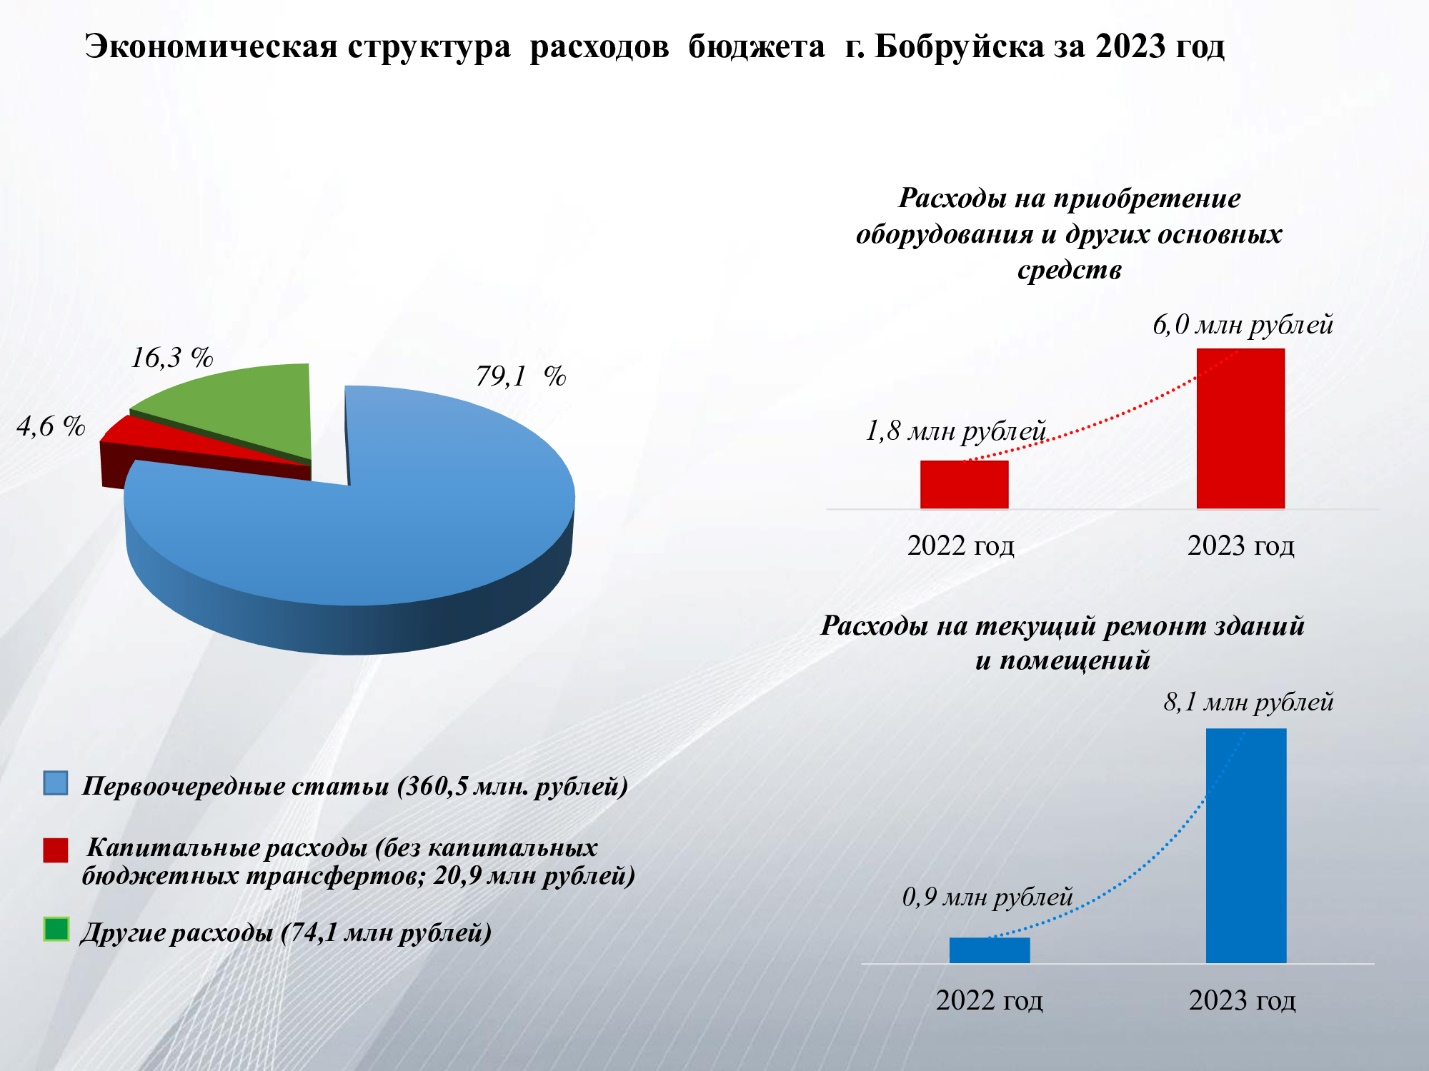 Экономическая структура расходов бюджета г. Бобруйска за 2023 год
16,3 %
79,1 %
4,6 %
Первоочередные статьи (360,5 млн. рублей)
Капитальные расходы (без капитальных
бюджетных трансфертов; 20,9 млн рублей)
Другие расходы (74,1 млн рублей)
Расходы на приобретение
оборудования и других основных
средств
6,0 млн рублей
1,8 млн рублей
2022 год
2023 год
Расходы на текущий ремонт зданий
и помещений
8,1 млн рублей
0,9 млн рублей
2022 год
2023 год